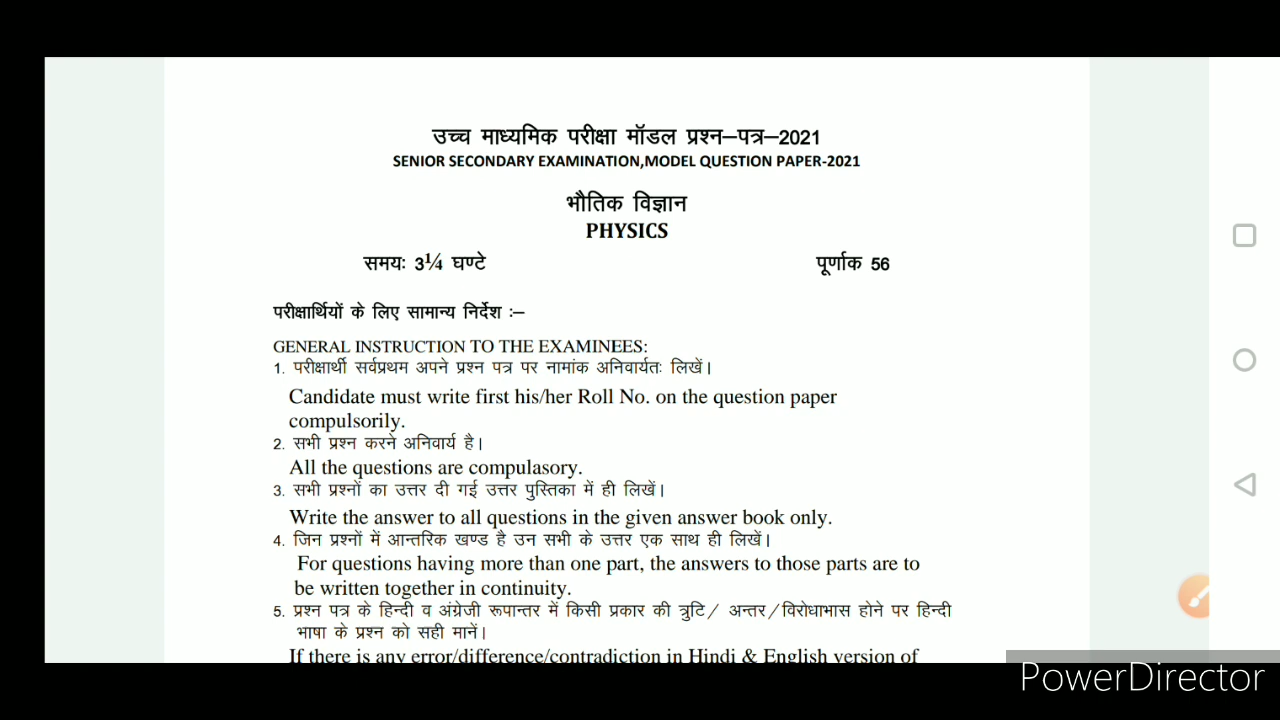 उच्च माध्यमिक परीक्षा मॉडल प्रश्न–पत्र–2021
SENIOR SECONDARY EXAMINATION,MODEL QUESTION PAPER-2021
भौतिक विज्ञान
PHYSICS
समयः 3¼ घण्टे पूर्णाक 56
परीक्षार्थियों के लिए सामान्य निर्देश :–
GENERAL INSTRUCTION TO THE EXAMINEES:
1. परीक्षार्थी सर्वप्रथम अपने प्रश्न पत्र पर नामांक अनिवार्यतः लिखें।
Candidate must write first his/her Roll No. on the question paper
compulsorily.
2. सभी प्रश्न करने अनिवार्य है।
All the questions are compulasory.
3. सभी प्रश्नों का उत्तर दी गई उत्तर पुस्तिका में ही लिखें।
Write the answer to all questions in the given answer book only.
4. जिन प्रश्नों में आन्तरिक खण्ड है उन सभी के उत्तर एक साथ ही लिखें।
For questions having more than one part, the answers to those parts are to
be written together in continuity.
5. प्रश्न पत्र के हिन्दी व अंग्रेजी रूपान्तर में किसी प्रकार की त्रुटि/ अन्तर/विरोधाभास होने पर हिन्दी
भाषा के प्रश्न को सही मानें।
If there is any error/difference/contradiction in Hindi & English version of
PowerDirector